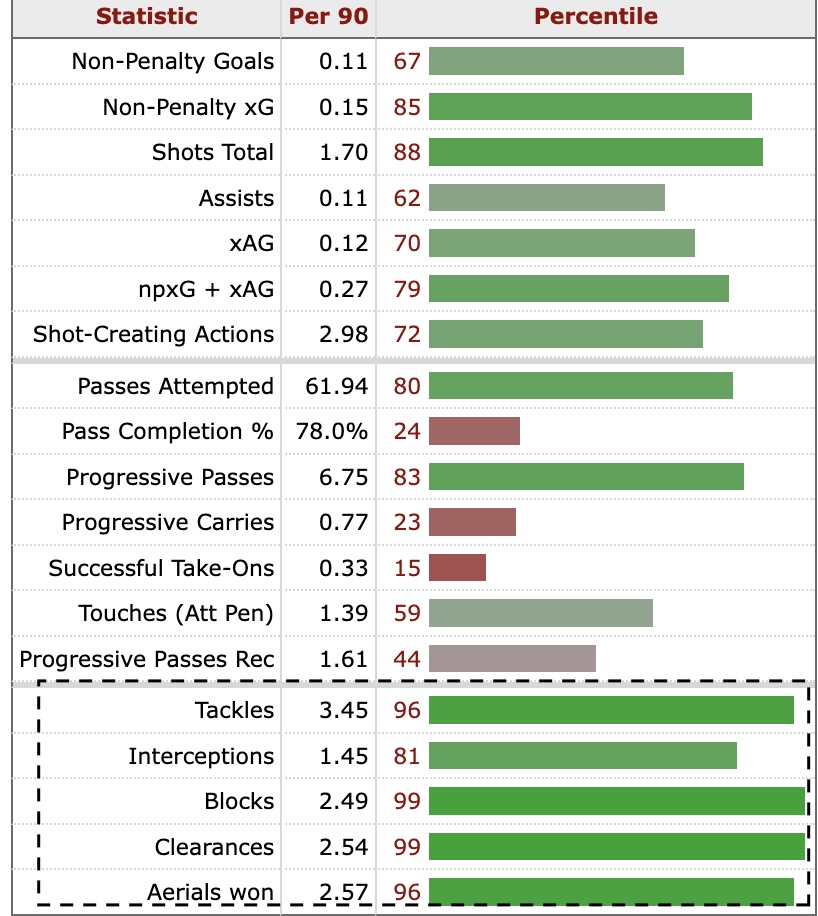 Statistic Per 90 Percentile
Non-Penalty Goals 0.11 67
Non-Penalty xG 0.15 85
Shots Total 1.70 88
Assists 0.11 62
xAG 0.12 70
npxG + xAG 0.27 79
Shot-Creating Actions 2.98 72
Passes Attempted 61.94 80
Pass Completion % 78.0% 24
Progressive Passes 6.75 83
Progressive Carries 0.77 23
Successful Take-Ons 0.33 15
Touches (Att Pen) 1.39 59
Progressive Passes Rec 1.61 44
Tackles 3.45 96
Interceptions 1.45 81
Blocks 2.49 99
Clearances 2.54 99
Aerials won 2.57 96